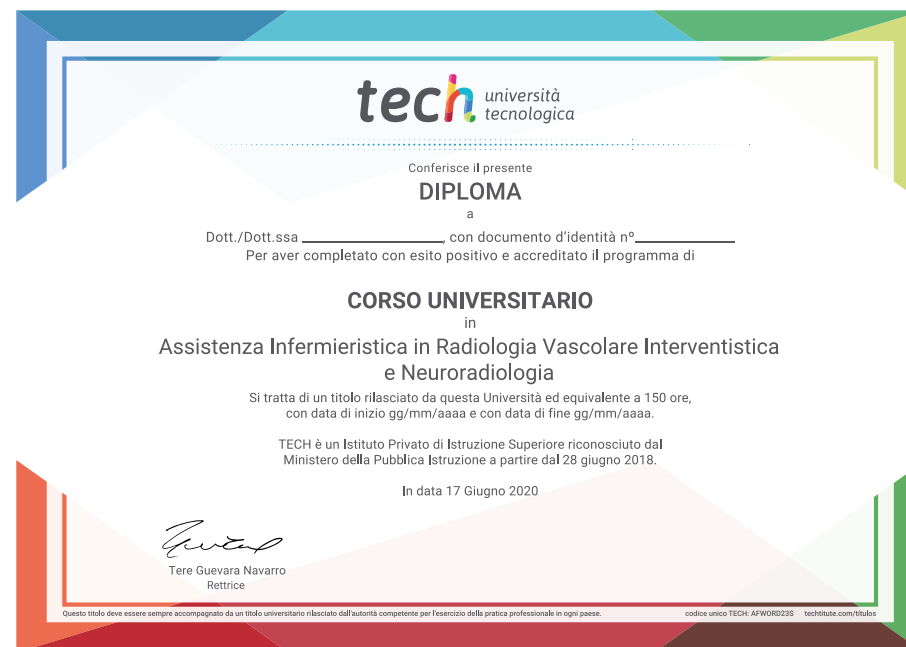 tech università
tecnologica
Conferisce il presente
DIPLOMA
a
Dott./Dott.ssa ____________________, con documento d'identità nº______________
Per aver completato con esito positivo e accreditato il programma di
CORSO UNIVERSITARIO
in
Assistenza Infermieristica in Radiologia Vascolare Interventistica
e Neuroradiologia
Si tratta di un titolo rilasciato da questa Università ed equivalente a 150 ore,
con data di inizio gg/mm/aaaa e con data di fine gg/mm/aaaa.
TECH è un Istituto Privato di Istruzione Superiore riconosciuto dal
Ministero della Pubblica Istruzione a partire dal 28 giugno 2018.
In data 17 Giugno 2020
Tere Guevara Navarro
Rettrice
Questo titolo deve essere sempre accompagnato da un titolo universitario rilasciato dall'autorità competente per l'esercizio della pratica professionale in ogni paese. codice unico TECH: AFWORD23S techtitute.com/títulos